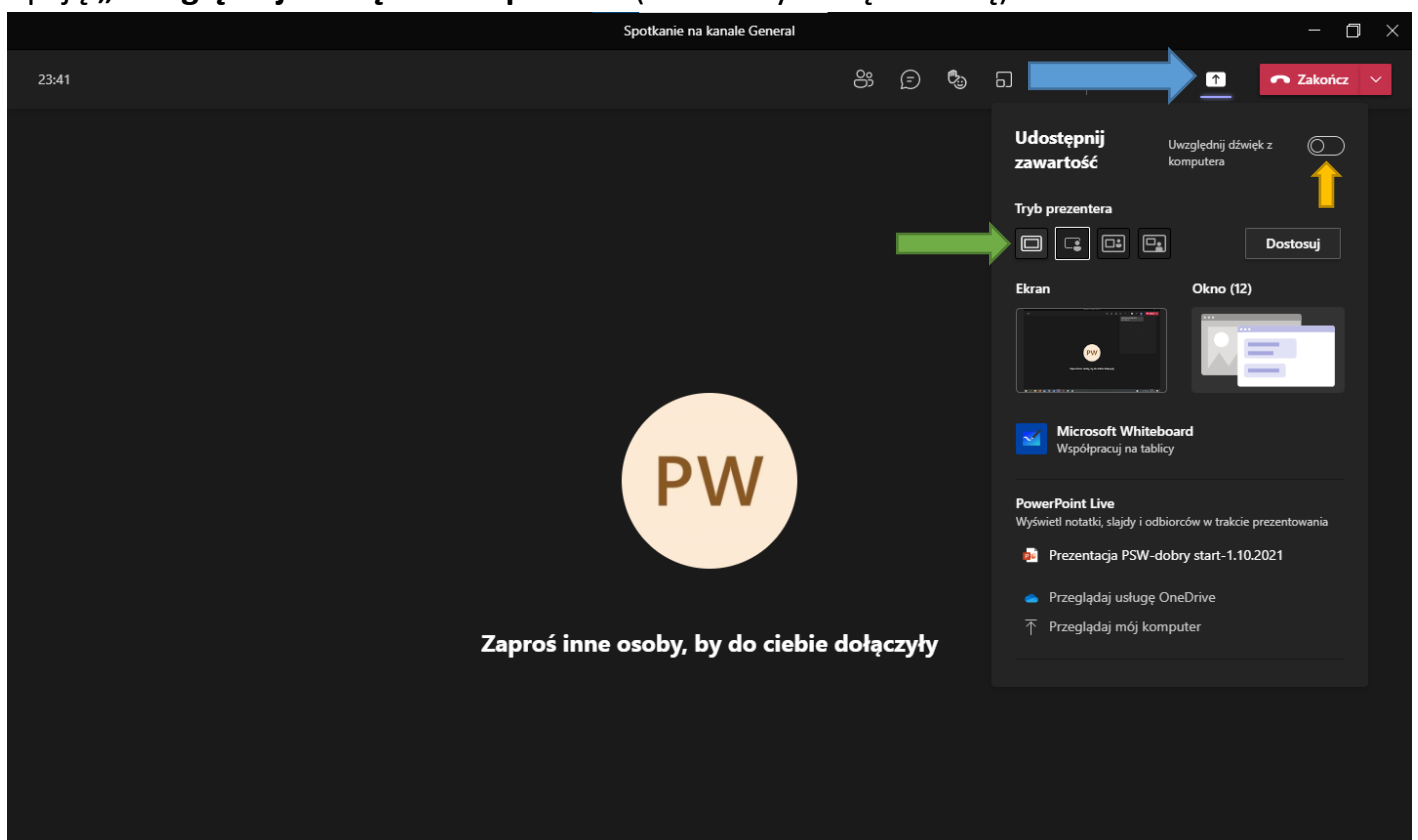 Spotkanie na kanale General
23:41
Zakończ
Udostępnij
zawartość
Uwzględnij dźwięk z
komputera
Tryb prezentera
Dostosuj
Ekran
Okno (12)
PW
Microsoft Whiteboard
Współpracuj na tablicy
PowerPoint Live
Wyświetl notatki, slajdy i odbiorców w trakcie prezentowania
Prezentacja PSW-dobry start-1.10.2021
Przeglądaj usługę OneDrive
Przeglądaj mój komputer
PW
Zaproś inne osoby, by do ciebie dołączyły